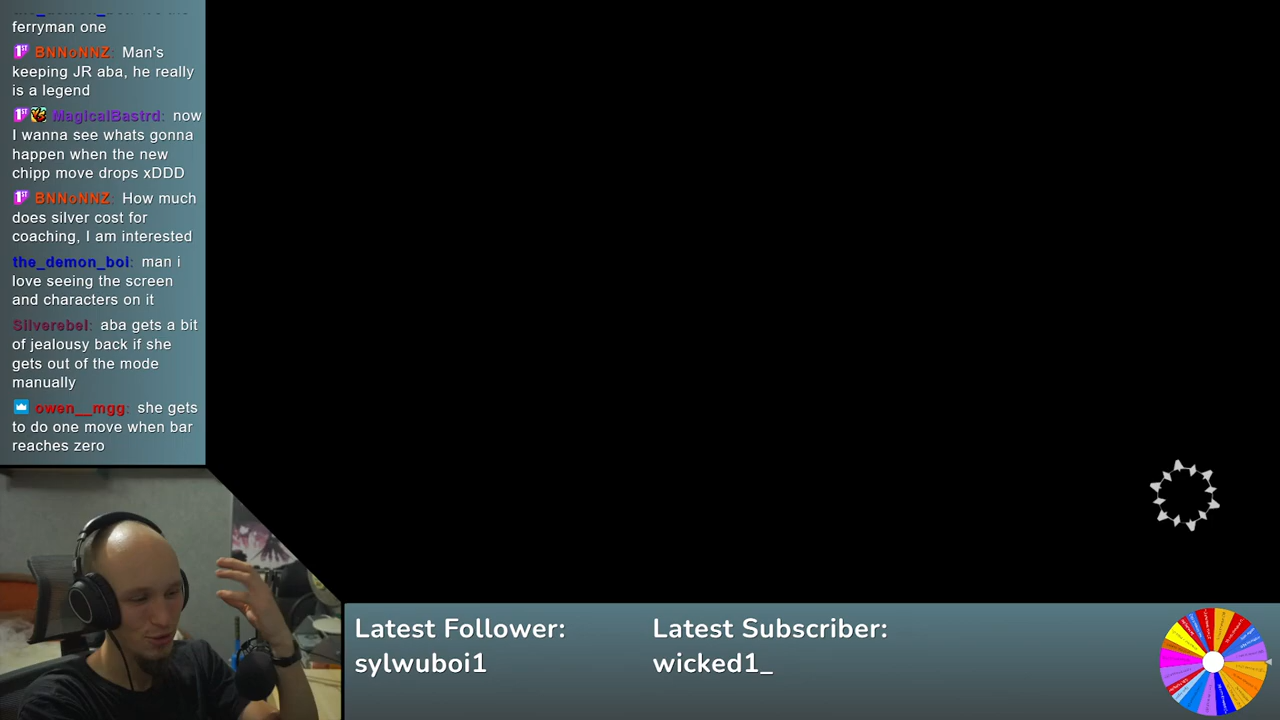 ferryman one
BNNoNNZ: Man's
keeping JR aba, he really
is a legend
MagicalBastrd: now
I wanna see whats gonna
happen when the new
chipp move drops xDDD
BNNoNNZ: How much
does silver cost for
coaching, I am interested
the_demon_boi: man i
love seeing the screen
and characters on it
Silverebel: aba gets a bit
of jealousy back if she
gets out of the mode
manually
owen__mgg: she gets
to do one move when bar
reaches zero
Latest Follower:
sylwuboi1
Latest Subscriber:
wicked1_